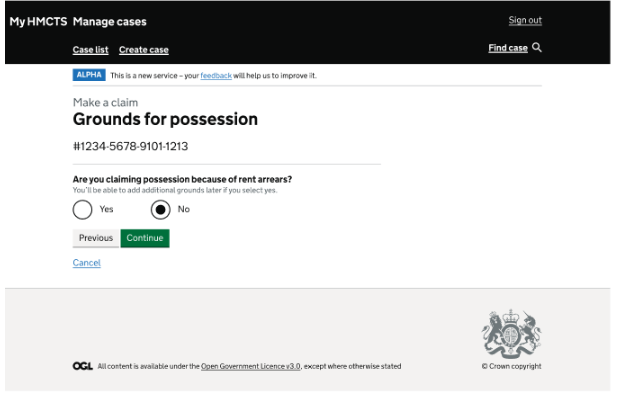 My HMCTS Manage cases Sign out
Case list Create case Find case
ALPHA This is a new service – your feedback will help us to improve it.
Make a claim
Grounds for possession
#1234-5678-9101-1213
Are you claiming possession because of rent arrears?
You'll be able to add additional grounds later if you select yes.
Yes No
Previous Continue
Cancel
OGL All content is available under the Open Government Licence v3.0, except where otherwise stated
© Crown copyright